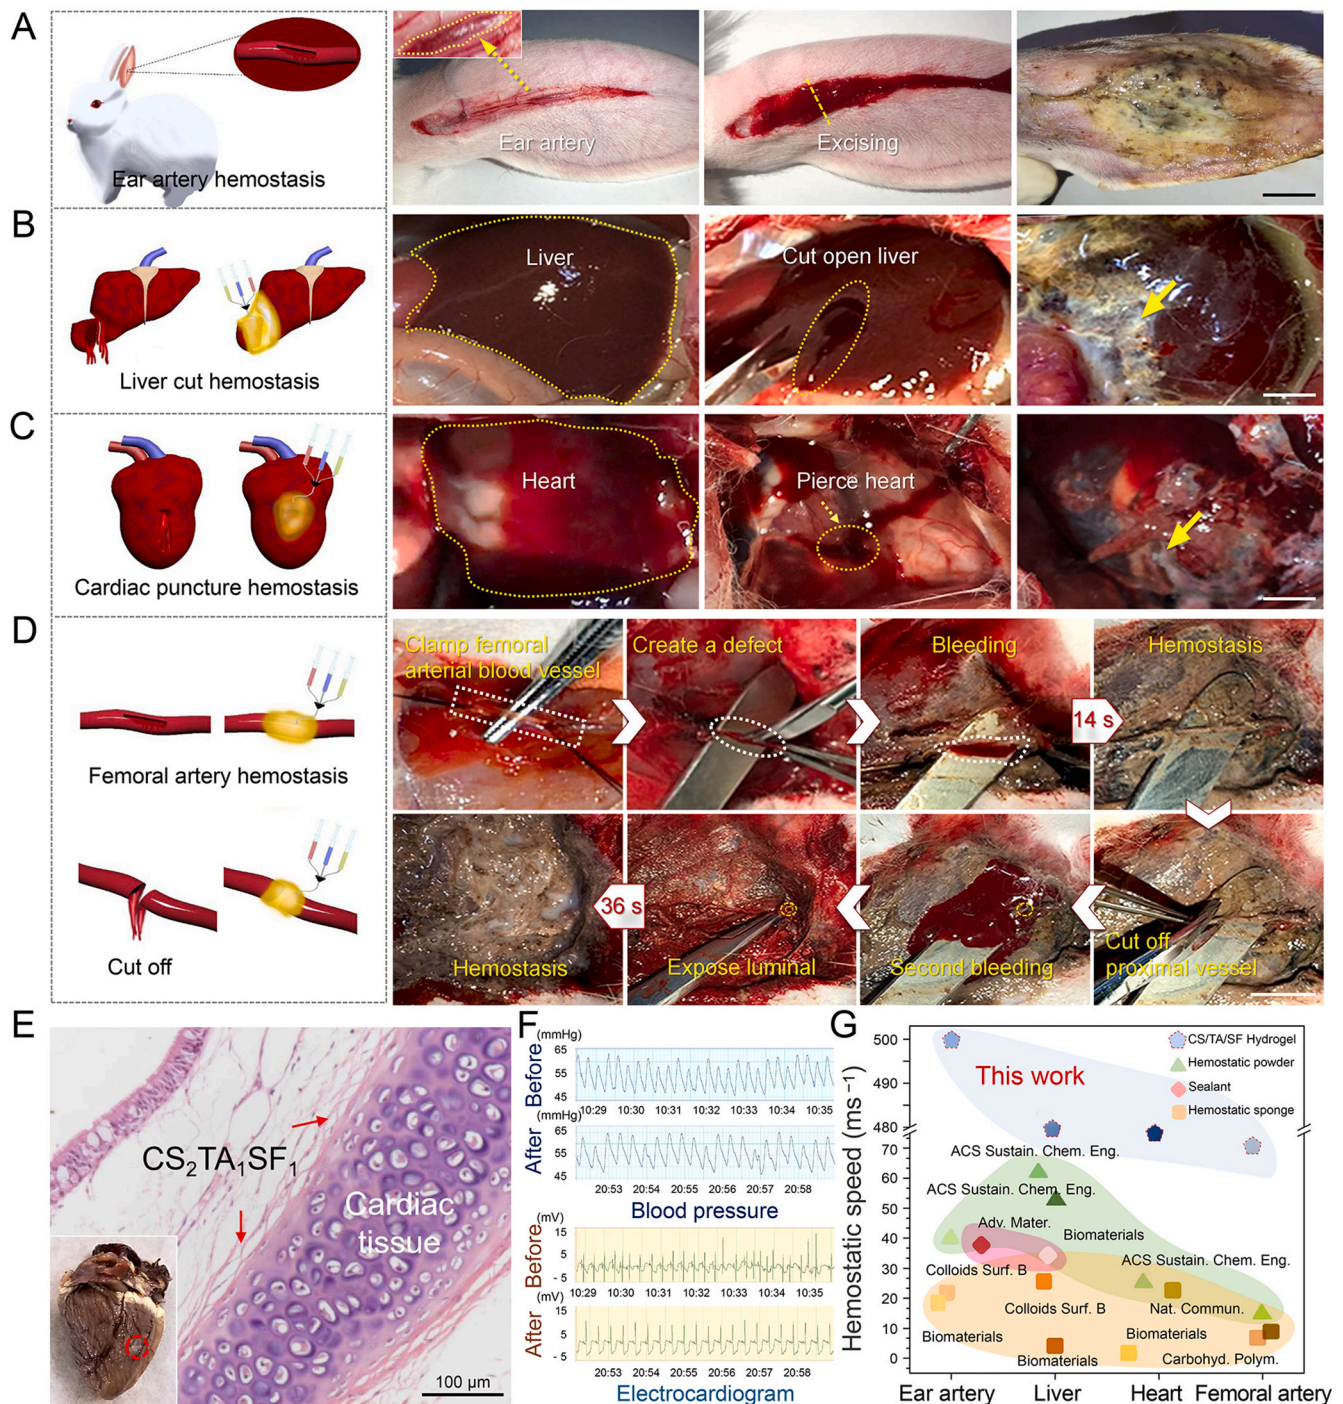 A
Ear artery hemostasis
Ear artery
Excising
B
Liver cut hemostasis
Liver
Cut open liver
C
Cardiac puncture hemostasis
Heart
Pierce heart
D
Femoral artery hemostasis
Cut off
Clamp femoral
arterial blood vessel
Create a defect
Bleeding
14 s
Hemostasis
Hemostasis
36 s
Expose luminal
Second bleeding
Cut off
proximal vessel
E
CS₂TA₁SF₁
Cardiac
tissue
100 μm
F
(mmHg)
Before
65
55
45
10:29 10:30 10:31 10:32 10:33 10:34 10:35
(mmHg)
After
65
55
45
20:53 20:54 20:55 20:56 20:57 20:58
Blood pressure
(mV)
Before
15
5
- 5
10:29 10:30 10:31 10:32 10:33 10:34 10:35
(mV)
After
15
5
- 5
20:53 20:54 20:55 20:56 20:57 20:58
Electrocardiogram
G
Hemostatic speed (ms⁻¹)
500
490
480
70
60
50
40
30
20
10
0
This work
CS/TA/SF Hydrogel
Hemostatic powder
Sealant
Hemostatic sponge
ACS Sustain. Chem. Eng.
ACS Sustain. Chem. Eng.
Adv. Mater.
Biomaterials
ACS Sustain. Chem. Eng.
Colloids Surf. B
Colloids Surf. B
Nat. Commun.
Biomaterials
Biomaterials
Biomaterials
Carbohyd. Polym.
Ear artery Liver Heart Femoral artery